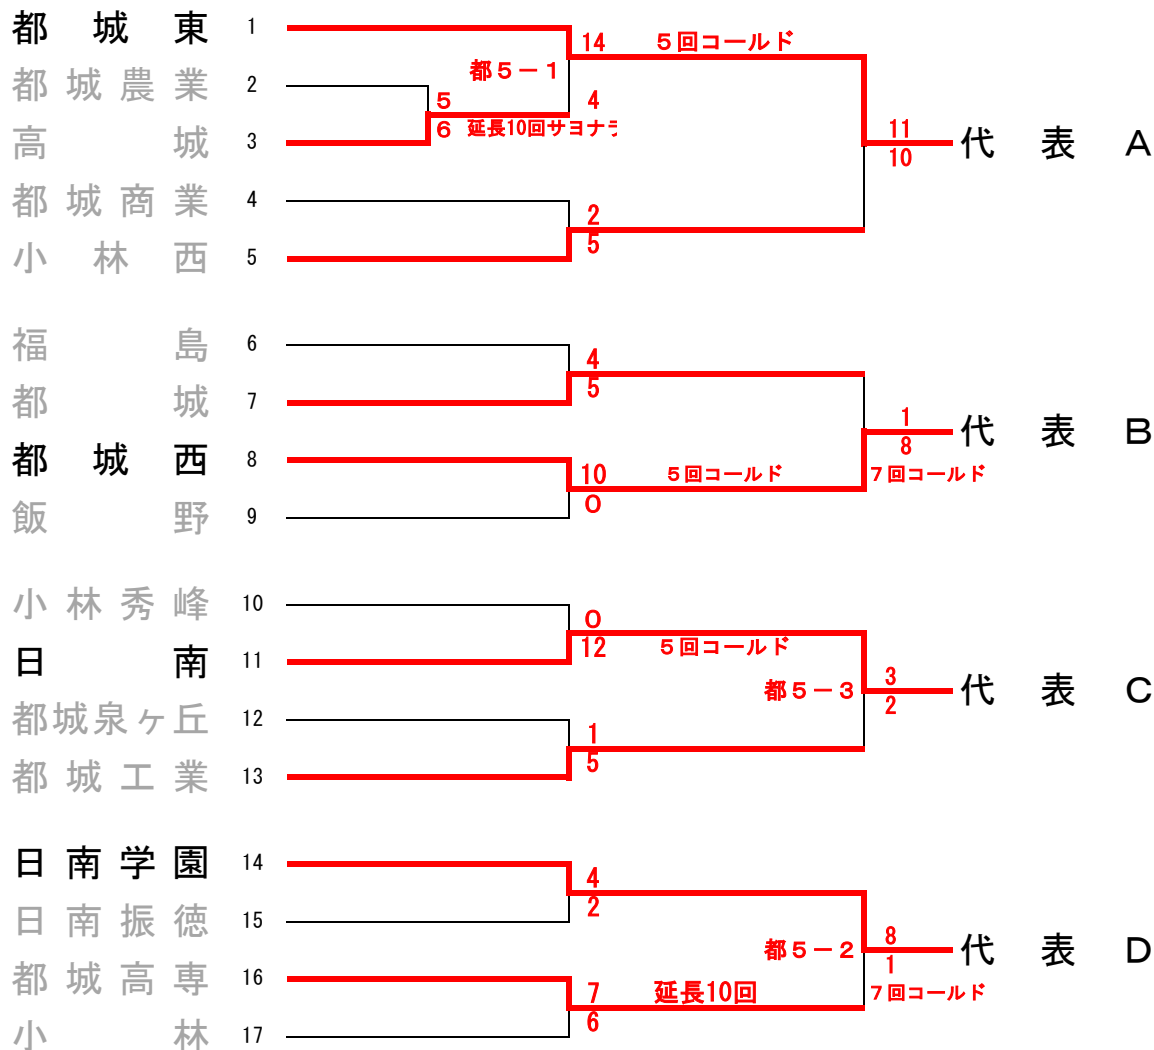 都城東 1
14 5回コールド
都5－1
都城農業 2
5
4
6 延長10回サヨナラ
高城 3
11
10
代表A
都城商業 4
2
5
小林西 5
福島 6
4
5
都城 7
1
8
代表B
都城西 8
10 5回コールド 7回コールド
0
飯野 9
小林秀峰 10
0
12 5回コールド
日南 11
都5－3
3
2
代表C
都城泉ヶ丘 12
1
5
都城工業 13
日南学園 14
4
2
日南振徳 15
都5－2
8
1
代表D
都城高専 16
7 延長10回 7回コールド
6
小林 17